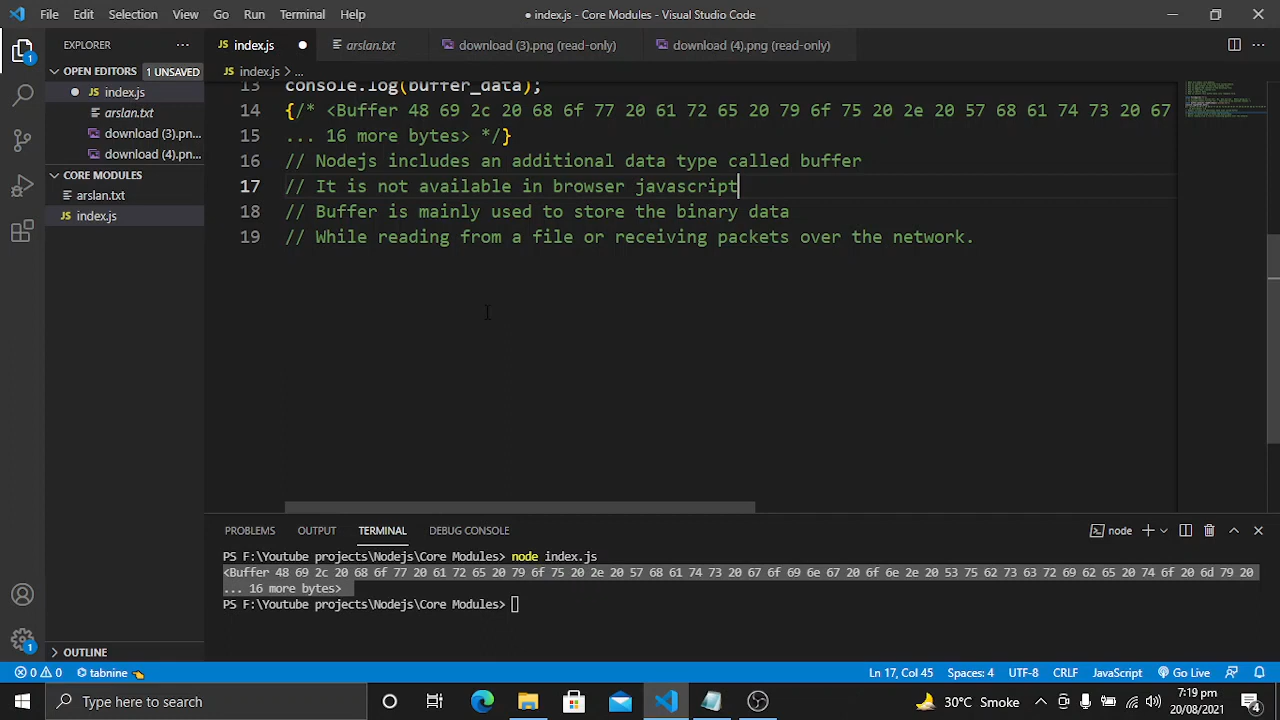 File Edit Selection View Go Run Terminal Help
● index.js - Core Modules - Visual Studio Code
EXPLORER
OPEN EDITORS 1 UNSAVED
● JS index.js
arslan.txt
download (3).pn...
download (4).pn...
CORE MODULES
arslan.txt
JS index.js
OUTLINE
JS index.js ●
arslan.txt
download (3).png (read-only)
download (4).png (read-only)
JS index.js > ...
13 console.log(buffer_data);
14 {/* <Buffer 48 69 2c 20 68 6f 77 20 61 72 65 20 79 6f 75 20 2e 20 57 68 61 74 73 20 67
15 ... 16 more bytes> */}
16 // Nodejs includes an additional data type called buffer
17 // It is not available in browser javascript
18 // Buffer is mainly used to store the binary data
19 // While reading from a file or receiving packets over the network.
PROBLEMS OUTPUT TERMINAL DEBUG CONSOLE
node
PS F:\Youtube projects\Nodejs\Core Modules> node index.js
<Buffer 48 69 2c 20 68 6f 77 20 61 72 65 20 79 6f 75 20 2e 20 57 68 61 74 73 20 67 6f 69 6e 67 20 6f 6e 2e 20 53 75 62 73 63 72 69 62 65 20 74 6f 20 6d 79 20
... 16 more bytes>
PS F:\Youtube projects\Nodejs\Core Modules>
0 0 tabnine
Ln 17, Col 45 Spaces: 4 UTF-8 CRLF JavaScript Go Live
Type here to search
30°C Smoke
7:19 pm
20/08/2021
4